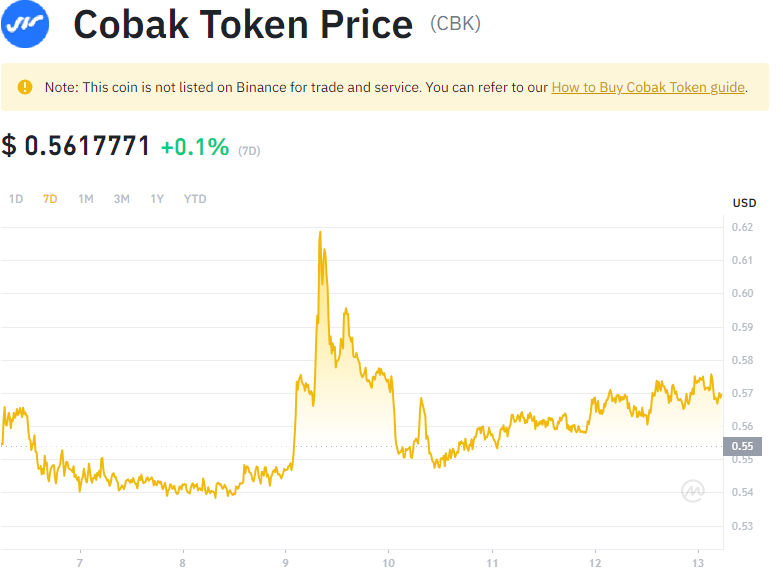 Cobak Token Price (CBK)
Note: This coin is not listed on Binance for trade and service. You can refer to our How to Buy Cobak Token guide.
$ 0.5617771 +0.1% (7D)
1D 7D 1M 3M 1Y YTD
USD
0.62
0.61
0.60
0.59
0.58
0.57
0.56
0.55
0.55
0.54
0.53
7 8 9 10 11 12 13